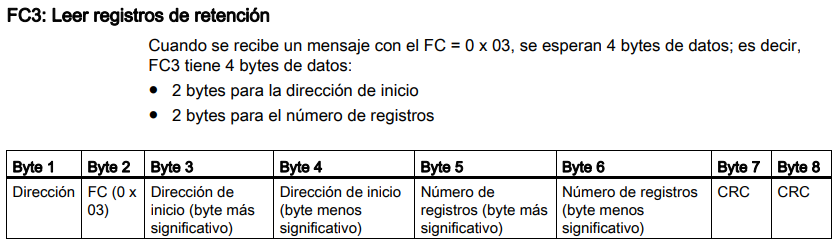 FC3: Leer registros de retención
Cuando se recibe un mensaje con el FC = 0 x 03, se esperan 4 bytes de datos; es decir,
FC3 tiene 4 bytes de datos:
● 2 bytes para la dirección de inicio
● 2 bytes para el número de registros
Byte 1 Byte 2 Byte 3 Byte 4 Byte 5 Byte 6 Byte 7 Byte 8
Dirección FC (0 x Dirección de Dirección de inicio Número de Número de registros CRC CRC
03) inicio (byte más (byte menos registros (byte más (byte menos
significativo) significativo) significativo) significativo)